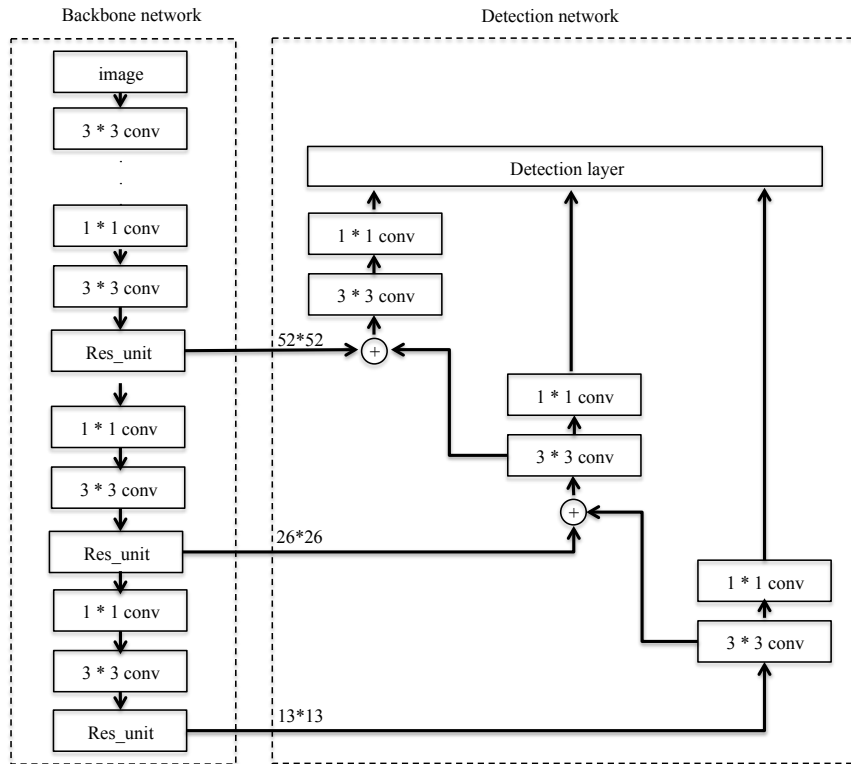 Backbone network
image
3 * 3 conv
.
.
.
1 * 1 conv
3 * 3 conv
Res_unit
1 * 1 conv
3 * 3 conv
Res_unit
1 * 1 conv
3 * 3 conv
Res_unit
Detection network
Detection layer
1 * 1 conv
3 * 3 conv
52*52
+
1 * 1 conv
3 * 3 conv
+
26*26
1 * 1 conv
3 * 3 conv
13*13